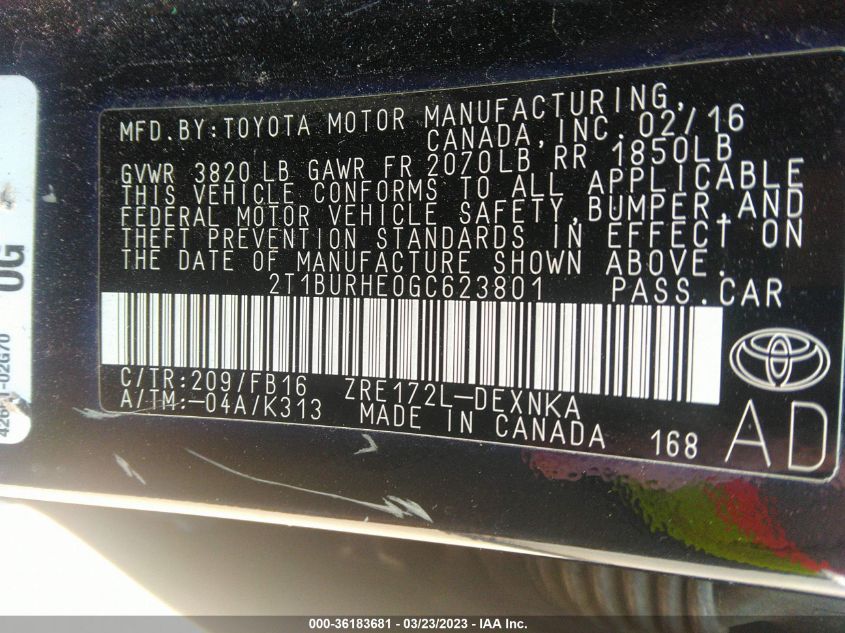 MFD.BY:TOYOTA MOTOR MANUFACTURING,
CANADA,INC.02/16
GVWR 3820 LB GAWR FR 2070LB RR 1850LB
THIS VEHICLE CONFORMS TO ALL APPLICABLE
FEDERAL MOTOR VEHICLE SAFETY,BUMPER,AND
THEFT PREVENTION STANDARDS IN EFFECT ON
THE DATE OF MANUFACTURE SHOWN ABOVE.
2T1BURHE0GC623801 PASS.CAR
C/TR:209/FB16 ZRE172L-DEXNKA
A/TM:-04A/K313 MADE IN CANADA 168
AD
0G
-02G70
000-36183681 - 03/23/2023 - IAA Inc.